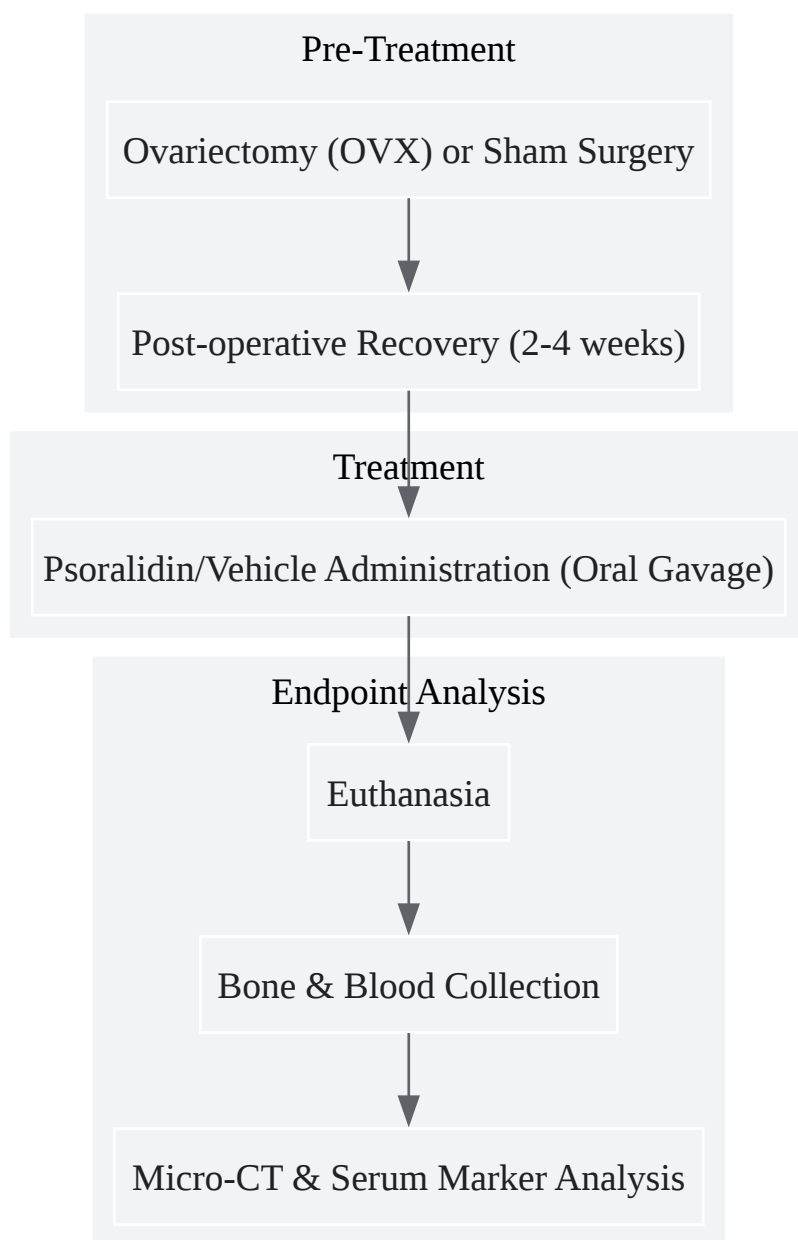 Pre-Treatment
Ovariectomy (OVX) or Sham Surgery
Post-operative Recovery (2-4 weeks)
Treatment
Psoralidin/Vehicle Administration (Oral Gavage)
Endpoint Analysis
Euthanasia
Bone & Blood Collection
Micro-CT & Serum Marker Analysis